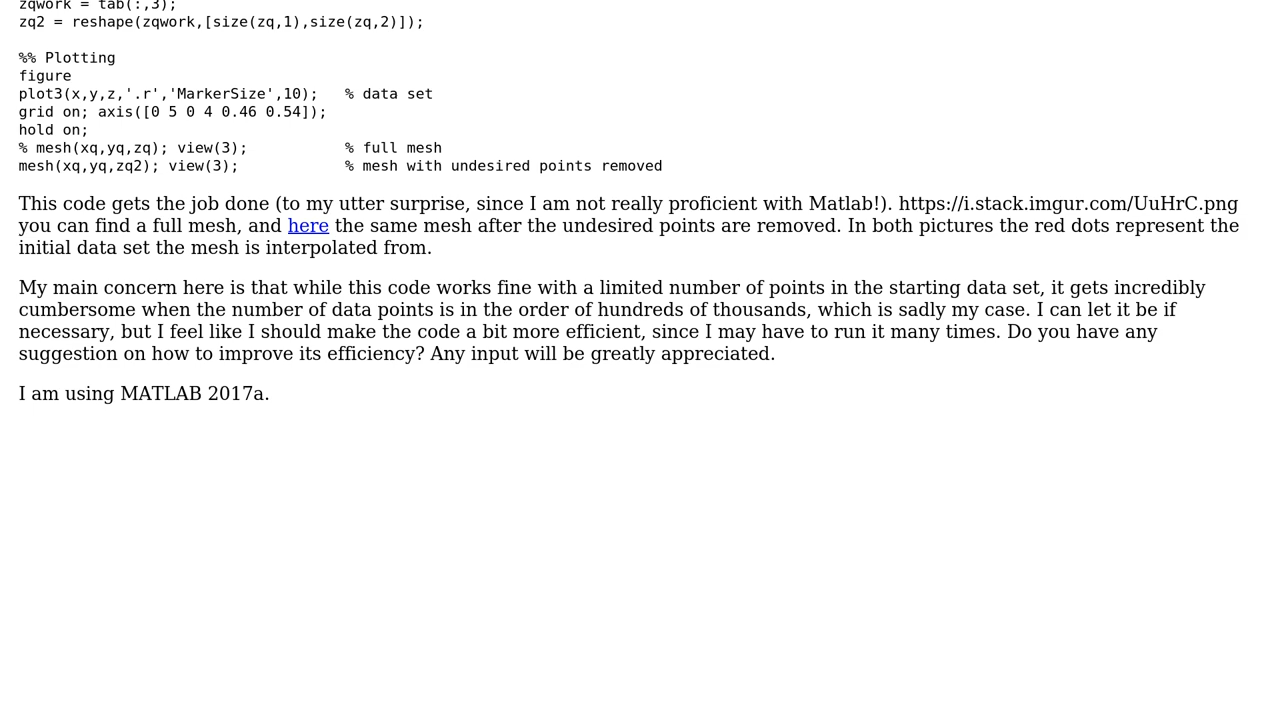 zqwork = tab(:,3);
zq2 = reshape(zqwork,[size(zq,1),size(zq,2)]);
%% Plotting
figure
plot3(x,y,z,'.r','MarkerSize',10);   % data set
grid on; axis([0 5 0 4 0.46 0.54]);
hold on;
% mesh(xq,yq,zq); view(3);           % full mesh
mesh(xq,yq,zq2); view(3);            % mesh with undesired points removed
This code gets the job done (to my utter surprise, since I am not really proficient with Matlab!). https://i.stack.imgur.com/UuHrC.png
you can find a full mesh, and here the same mesh after the undesired points are removed. In both pictures the red dots represent the
initial data set the mesh is interpolated from.
My main concern here is that while this code works fine with a limited number of points in the starting data set, it gets incredibly
cumbersome when the number of data points is in the order of hundreds of thousands, which is sadly my case. I can let it be if
necessary, but I feel like I should make the code a bit more efficient, since I may have to run it many times. Do you have any
suggestion on how to improve its efficiency? Any input will be greatly appreciated.
I am using MATLAB 2017a.